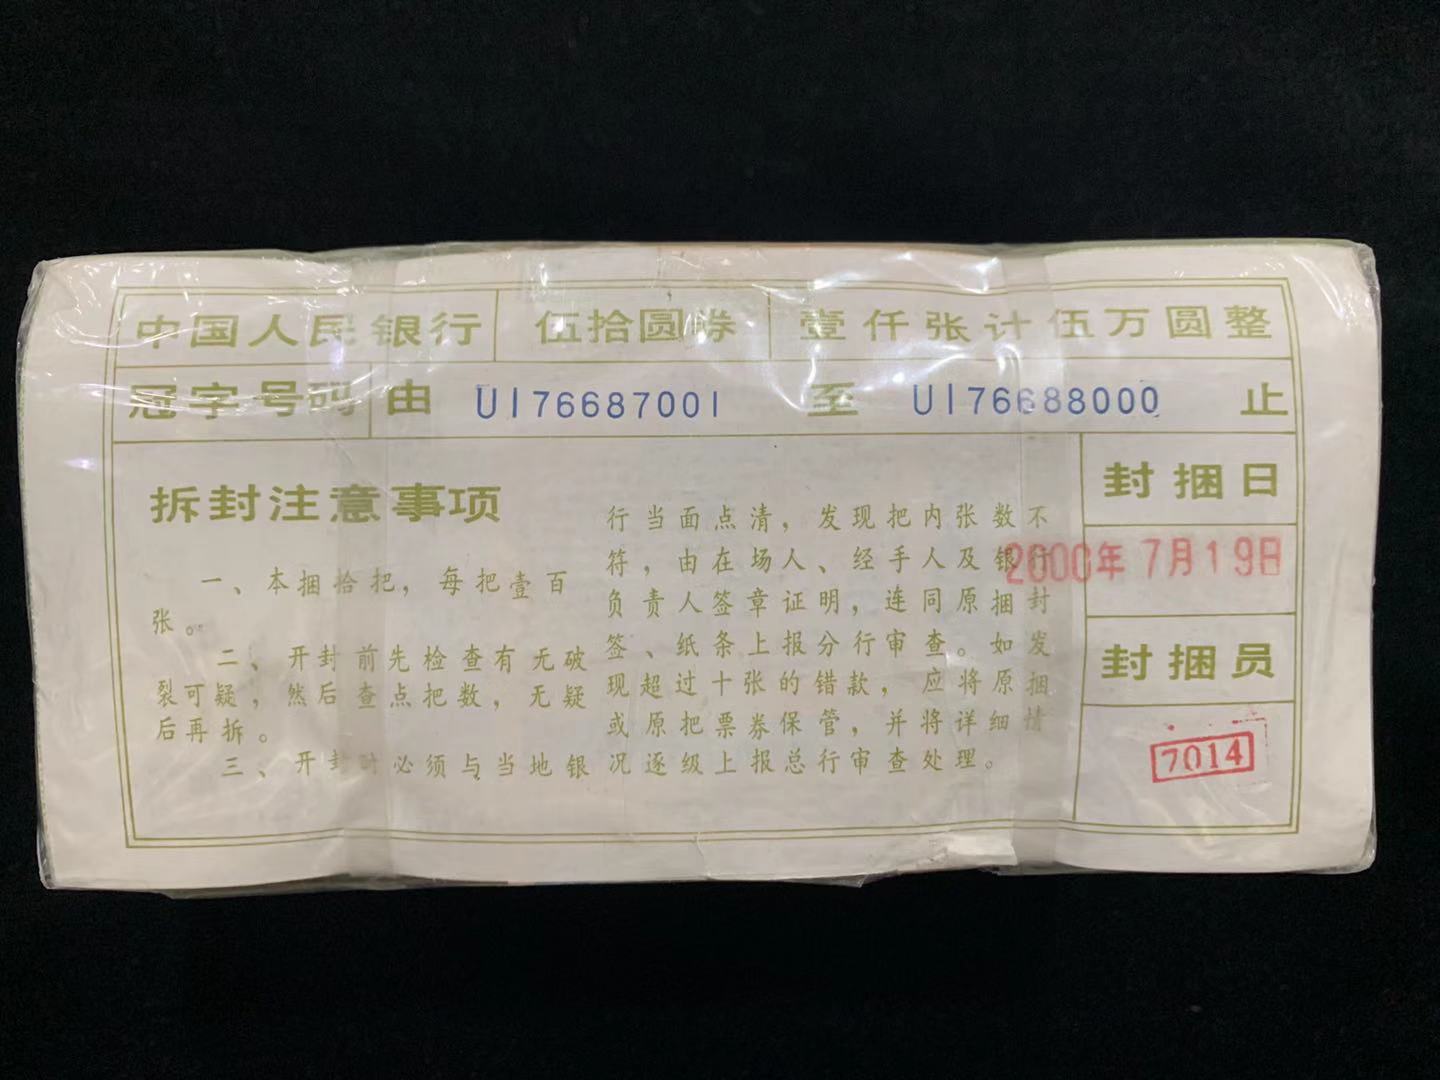 中国人民银行 伍拾圆券 壹仟张计伍万圆整
冠字号码 由 UI76687001 至 UI76688000 止
拆封注意事项
一、本捆拾把，每把壹百
张。
二、开封前先检查有无破
裂可疑，然后查点把数，无疑
后再拆。
三、开封时必须与当地银
行当面点清，发现把内张数不
符，由在场人、经手人及银行
负责人签章证明，连同原捆封
签、纸条上报分行审查。如发
现超过十张的错款，应将原捆
或原把票券保管，并将详细情
况逐级上报总行审查处理。
封捆日
2000年7月19日
封捆员
7014